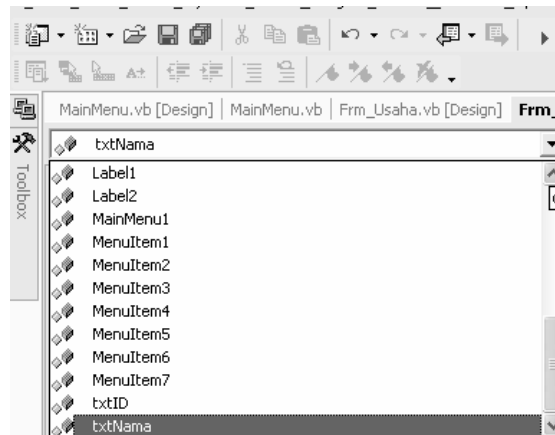 MainMenu.vb [Design] | MainMenu.vb | Frm_Usaha.vb [Design] Frm_
txtNama
Toolbox
Label1
Label2
MainMenu1
MenuItem1
MenuItem2
MenuItem3
MenuItem4
MenuItem5
MenuItem6
MenuItem7
txtID
txtNama